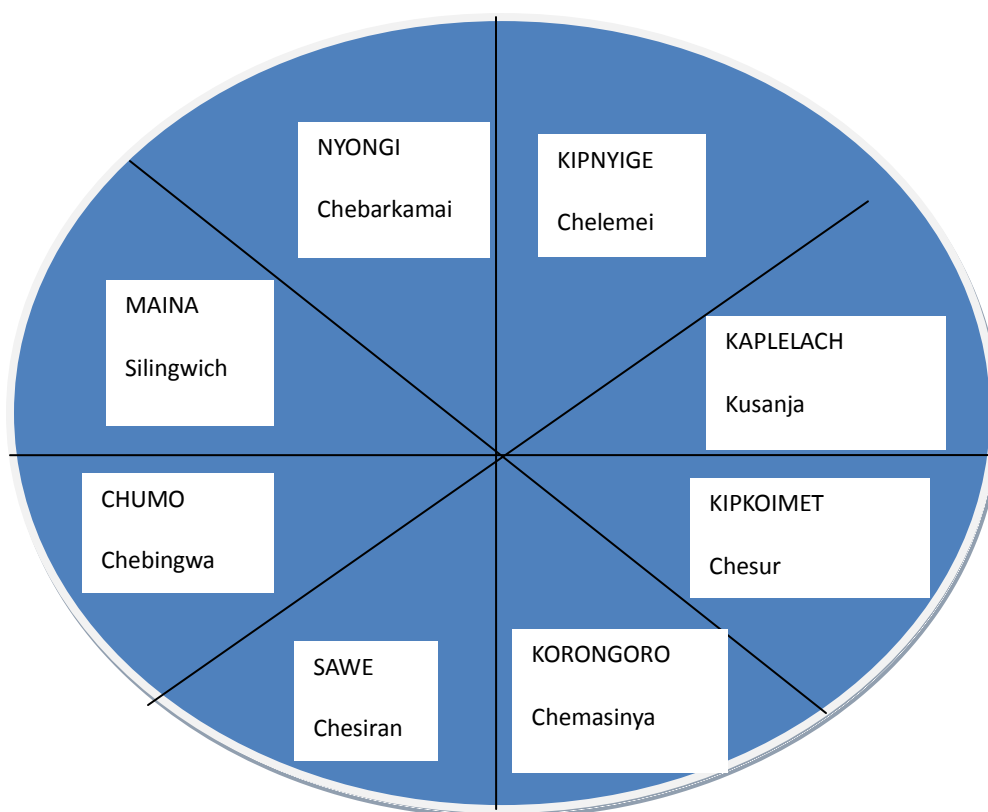 NYONGI
Chebarkamai
KIPNYIGE
Chelemei
MAINA
Silingwich
KAPLELACH
Kusanja
CHUMO
Chebingwa
KIPKOIMET
Chesur
SAWE
Chesiran
KORONGORO
Chemasinya